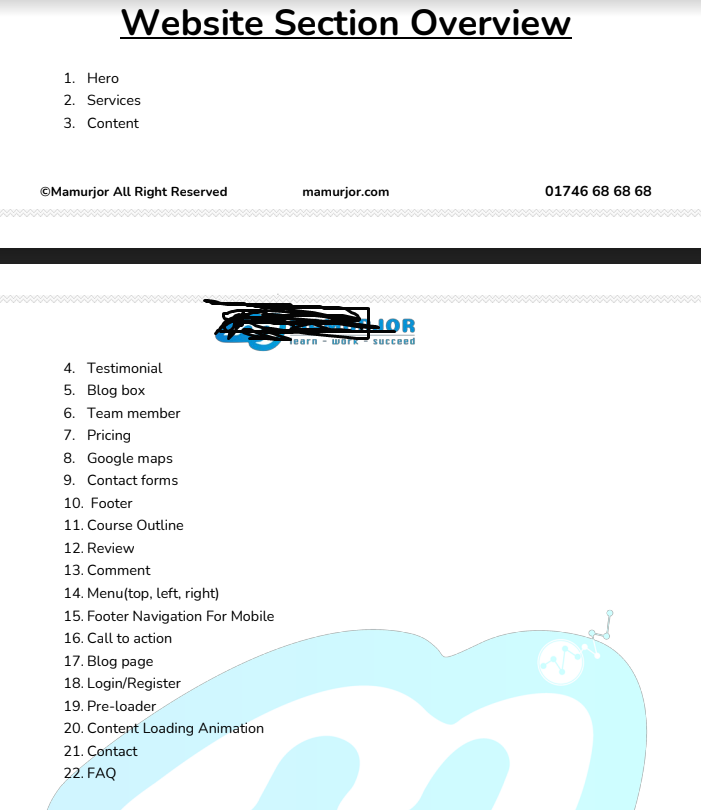 Website Section Overview
1. Hero
2. Services
3. Content
©Mamurjor All Right Reserved mamurjor.com 01746 68 68 68
learn - work - succeed
4. Testimonial
5. Blog box
6. Team member
7. Pricing
8. Google maps
9. Contact forms
10. Footer
11. Course Outline
12. Review
13. Comment
14. Menu(top, left, right)
15. Footer Navigation For Mobile
16. Call to action
17. Blog page
18. Login/Register
19. Pre-loader
20. Content Loading Animation
21. Contact
22. FAQ